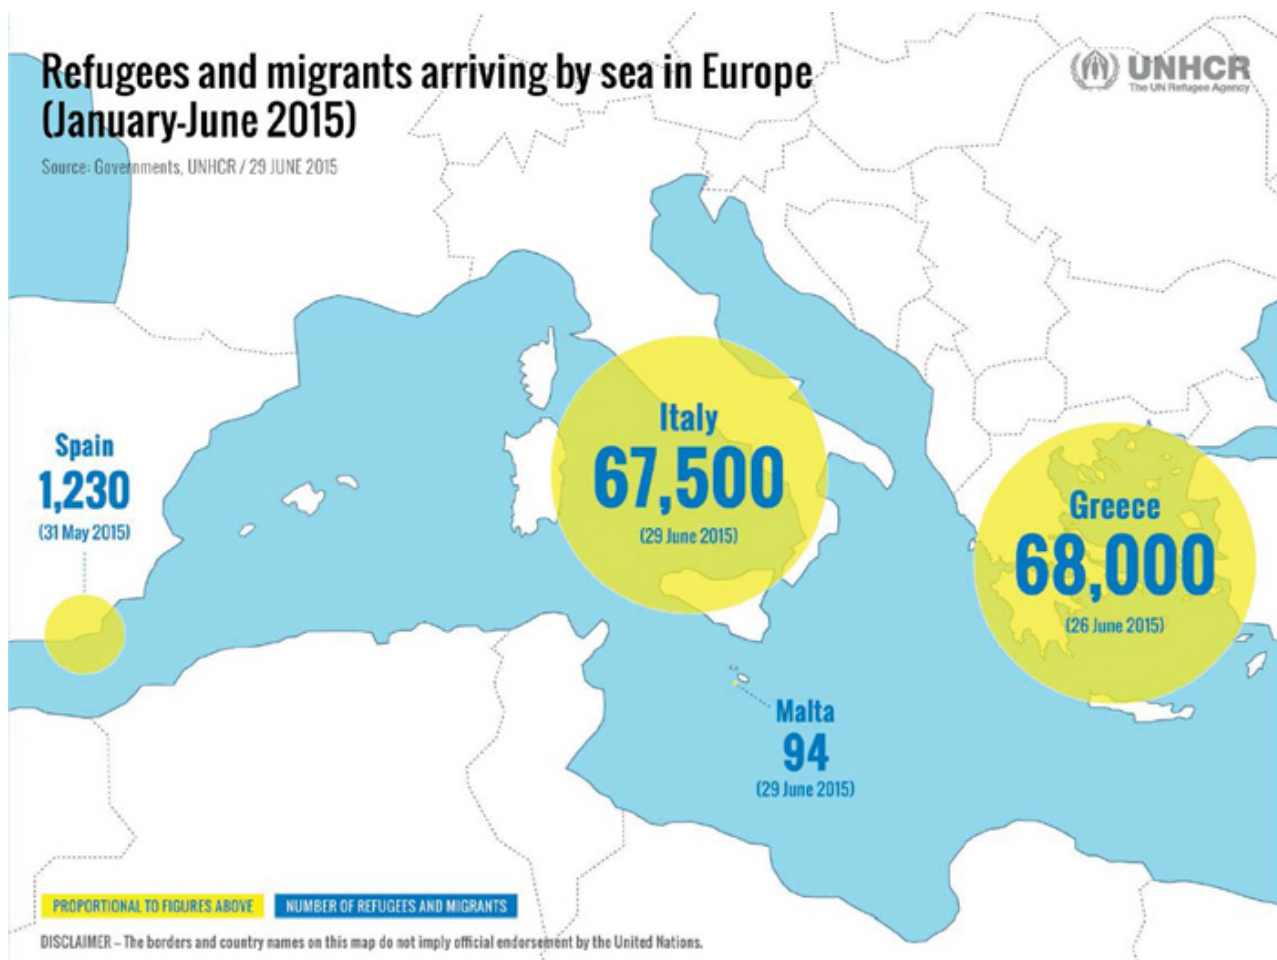 Refugees and migrants arriving by sea in Europe
(January-June 2015)
Source: Governments, UNHCR / 29 JUNE 2015
UNHCR
The UN Refugee Agency
Spain
1,230
(31 May 2015)
Italy
67,500
(29 June 2015)
Greece
68,000
(26 June 2015)
Malta
94
(29 June 2015)
PROPORTIONAL TO FIGURES ABOVE
NUMBER OF REFUGEES AND MIGRANTS
DISCLAIMER – The borders and country names on this map do not imply official endorsement by the United Nations.